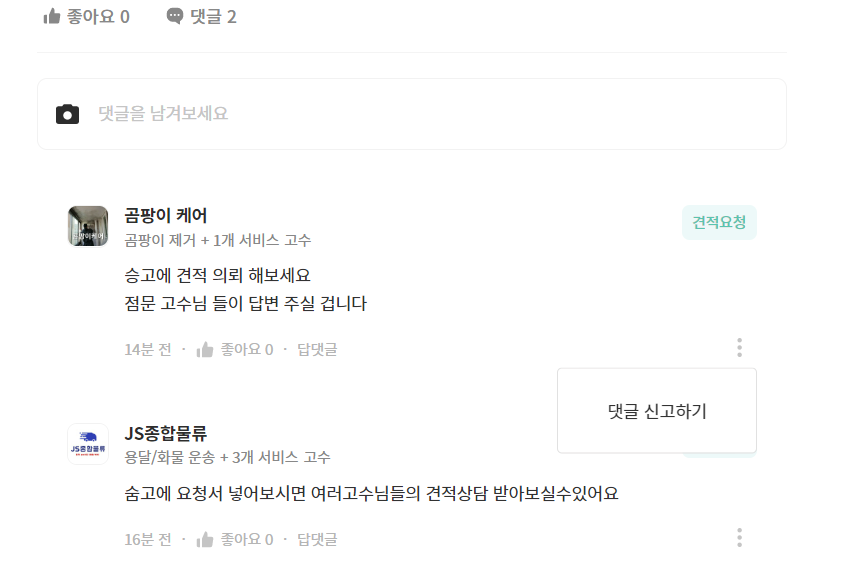 좋아요 0 댓글 2
댓글을 남겨보세요
곰팡이 케어
견적요청
곰팡이 제거 + 1개 서비스 고수
승고에 견적 의뢰 해보세요
점문 고수님 들이 답변 주실 겁니다
14분 전 · 좋아요 0 · 답댓글
댓글 신고하기
JS종합물류
JS종합물류
용달/화물 운송 + 3개 서비스 고수
숨고에 요청서 넣어보시면 여러고수님들의 견적상담 받아보실수있어요
16분 전 · 좋아요 0 · 답댓글